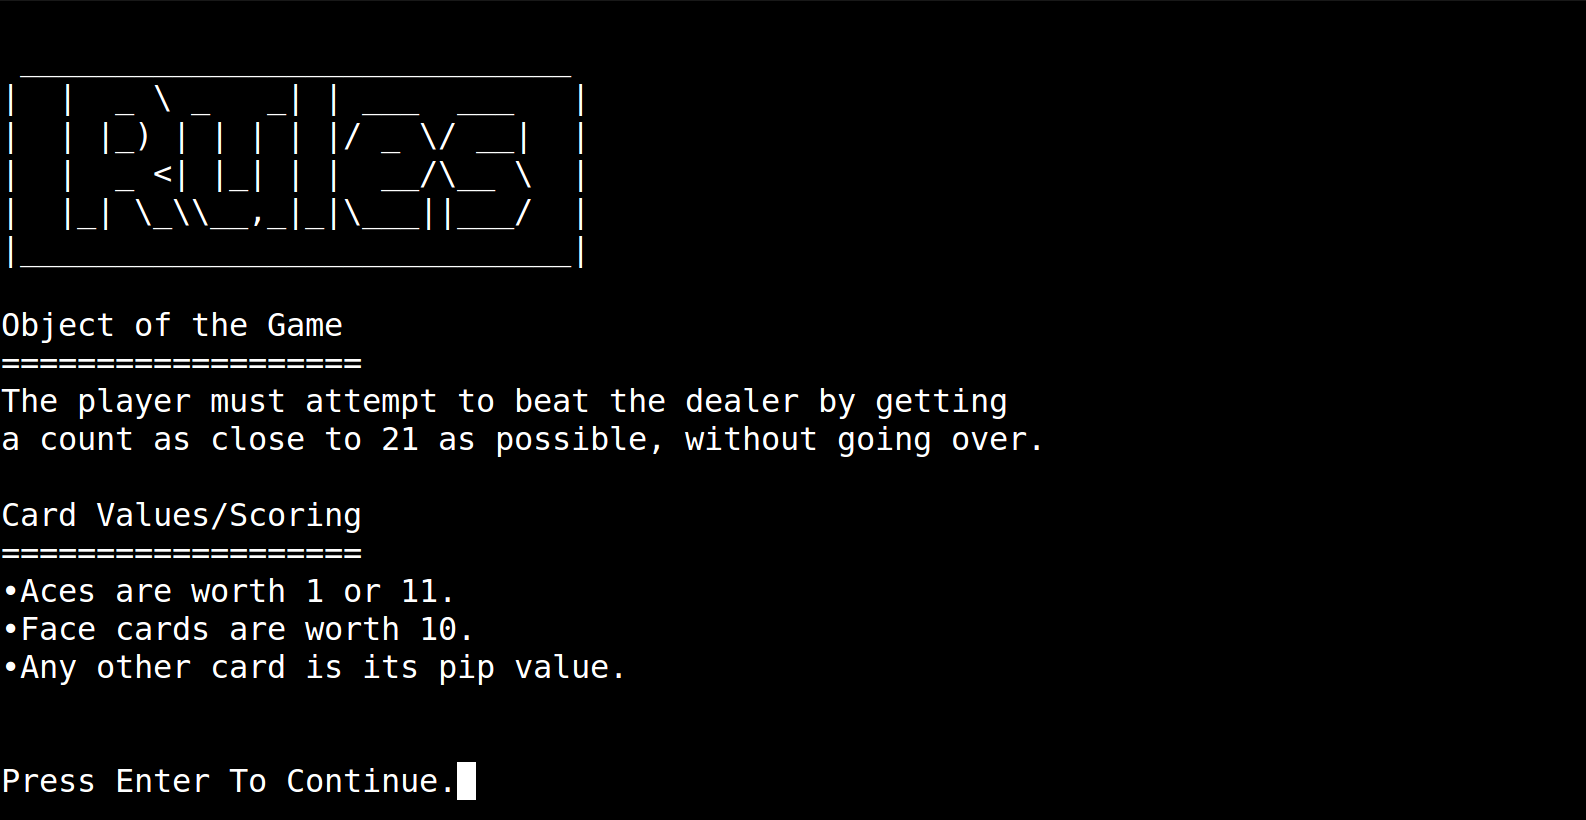 Rules
Object of the Game
===================
The player must attempt to beat the dealer by getting
a count as close to 21 as possible, without going over.
Card Values/Scoring
===================
•Aces are worth 1 or 11.
•Face cards are worth 10.
•Any other card is its pip value.
Press Enter To Continue.